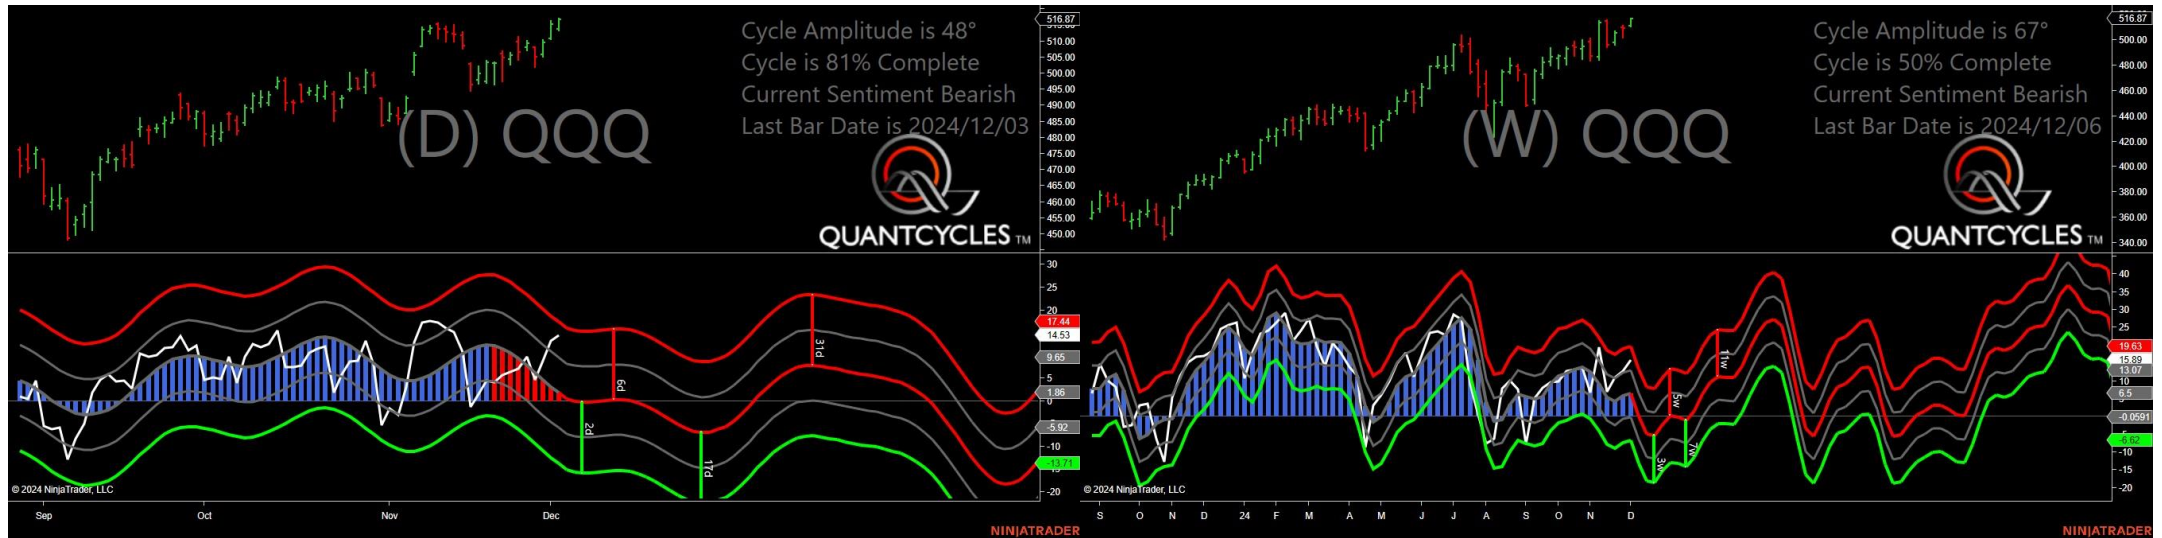 516.87
510.00
505.00
500.00
495.00
490.00
485.00
480.00
475.00
470.00
465.00
460.00
455.00
450.00
Cycle Amplitude is 48°
Cycle is 81% Complete
Current Sentiment Bearish
Last Bar Date is 2024/12/03
(D) QQQ
QUANTCYCLES TM
30
25
20
17.44
14.53
9.65
5
1.86
0
-5.92
-10
-13.71
-20
6d
2d
17d
31d
© 2024 NinjaTrader, LLC
Sep Oct Nov Dec
NINJATRADER
516.87
500.00
480.00
460.00
440.00
420.00
400.00
380.00
360.00
340.00
Cycle Amplitude is 67°
Cycle is 50% Complete
Current Sentiment Bearish
Last Bar Date is 2024/12/06
(W) QQQ
QUANTCYCLES TM
40
35
30
25
19.63
15.89
13.07
10
6.5
-0.0591
-6.62
-10
-15
-20
11w
5w
3w
7w
© 2024 NinjaTrader, LLC
S O N D 24 F M A M J J A S O N D
NINJATRADER